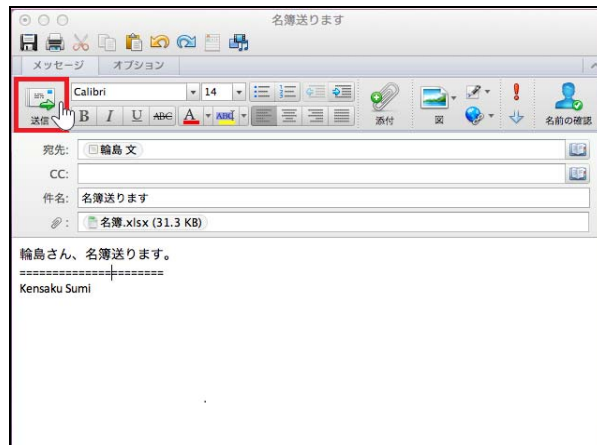 名簿送ります
メッセージ オプション
Calibri 14
送信 B I U ABC A ABC 添付 図 名前の確認
宛先: 輪島 文
CC:
件名: 名簿送ります
名簿.xlsx (31.3 KB)
輪島さん、名簿送ります。
======================
Kensaku Sumi